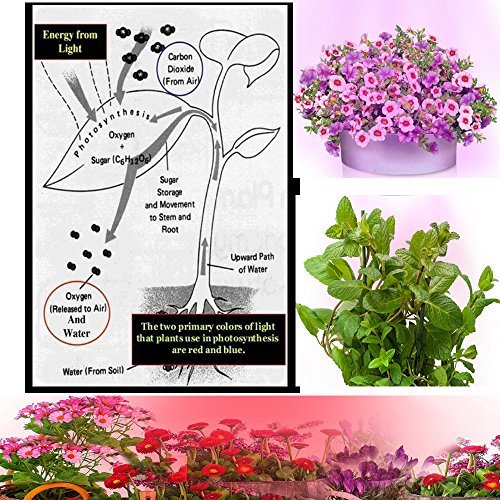 Energy from
Light
Carbon
Dioxide
(From Air)
Photosynthesis
Oxygen
+
Sugar (C6H12O6)
Sugar
Storage
and Movement
to Stem and
Root
Upward Path
of Water
Oxygen
(Released to Air)
And
Water
The two primary colors of light
that plants use in photosynthesis
are red and blue.
Water (From Soil)